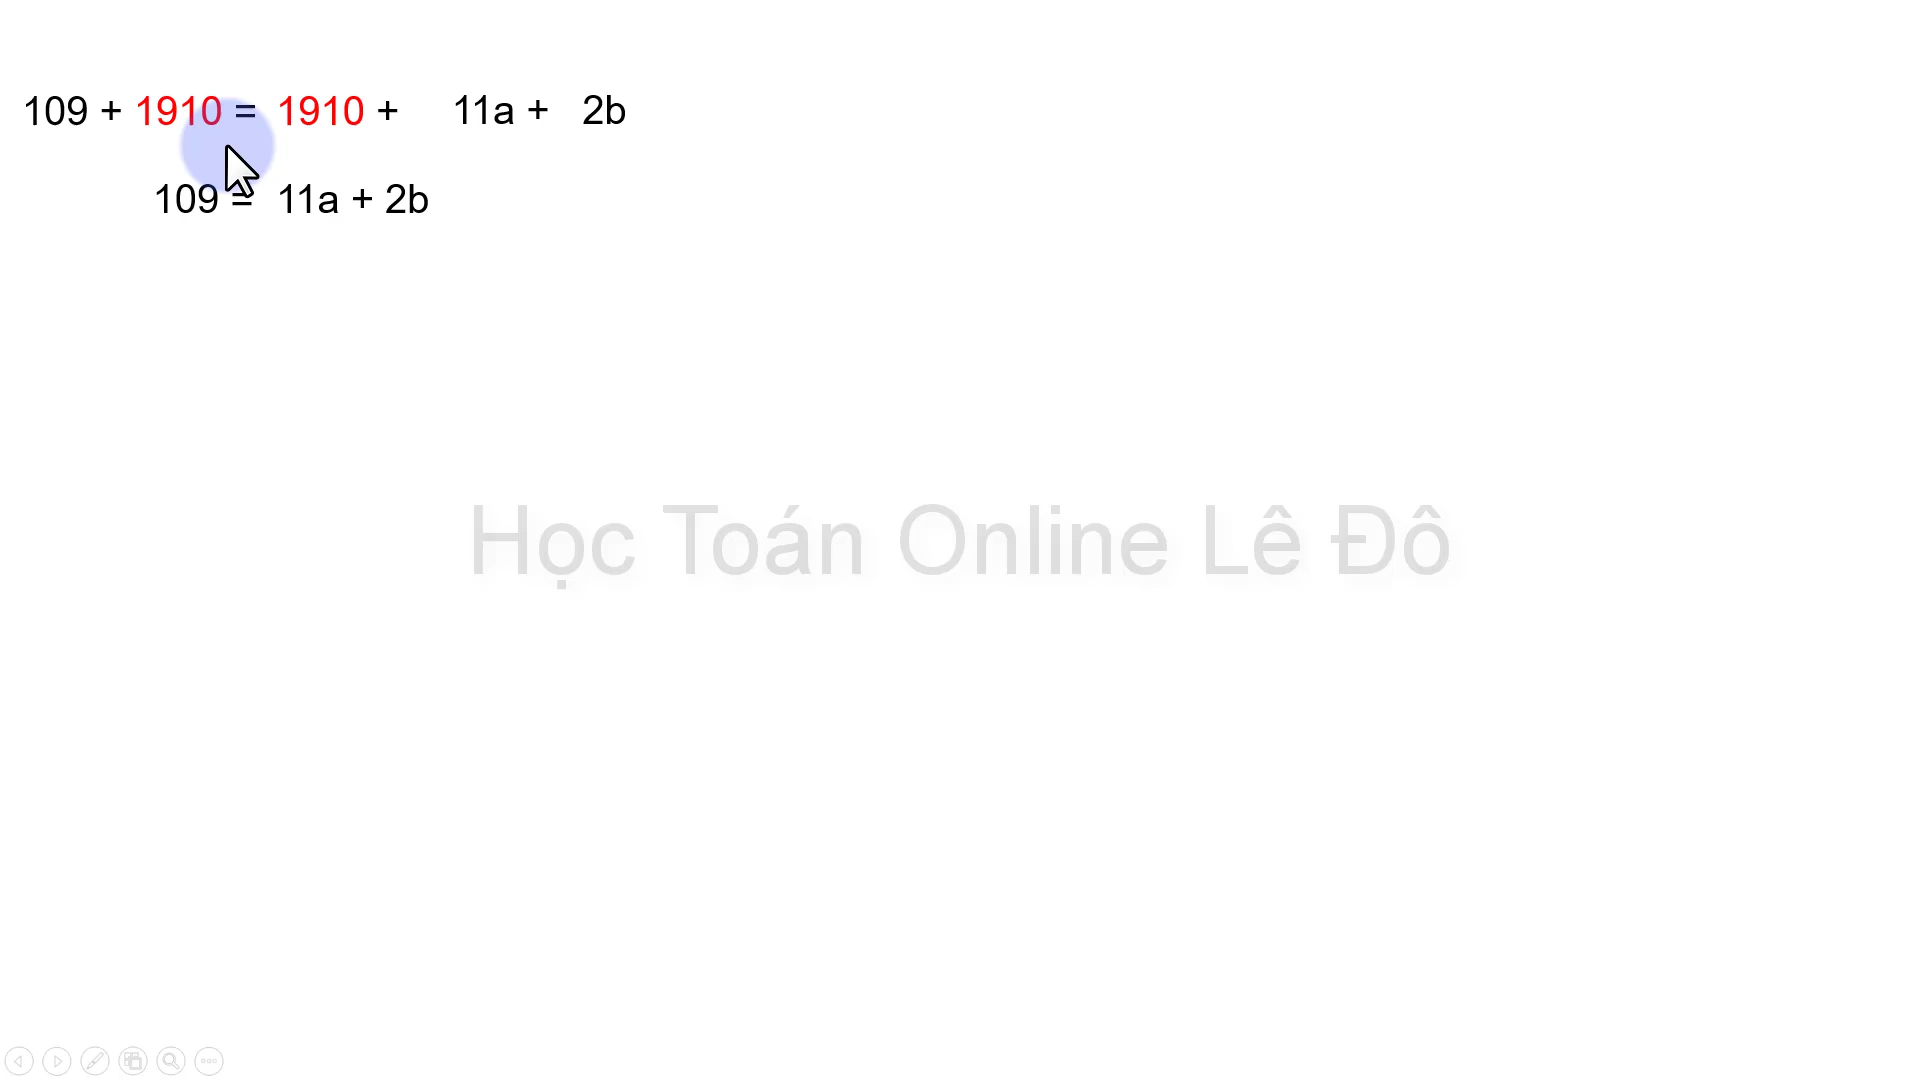 109 + 1910 = 1910 + 11a + 2b
109 = 11a + 2b
Học Toán Online Lê Đô